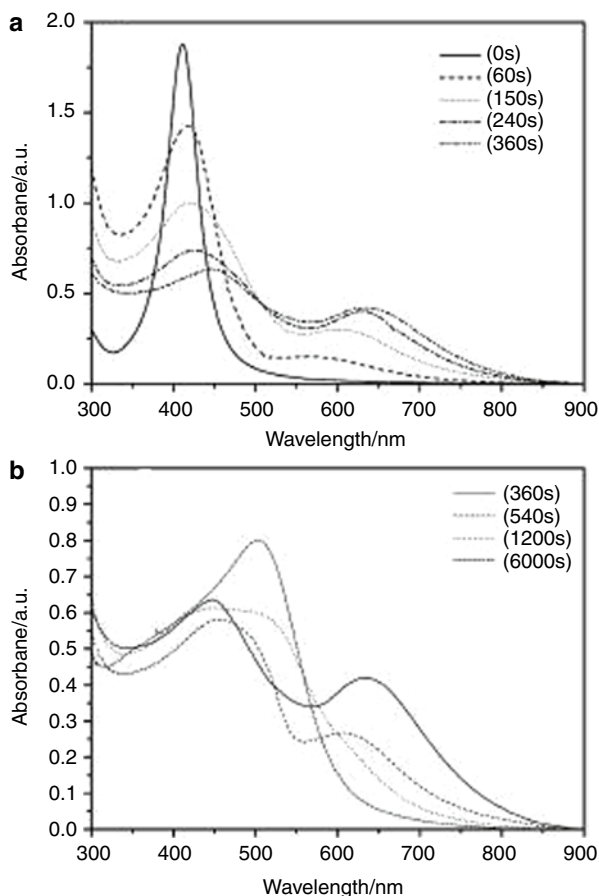 a
2.0
1.5
1.0
0.5
0.0
Absorbane/a.u.
(0s)
(60s)
(150s)
(240s)
(360s)
300 400 500 600 700 800 900
Wavelength/nm
b
1.0
0.9
0.8
0.7
0.6
0.5
0.4
0.3
0.2
0.1
0.0
Absorbane/a.u.
(360s)
(540s)
(1200s)
(6000s)
300 400 500 600 700 800 900
Wavelength/nm